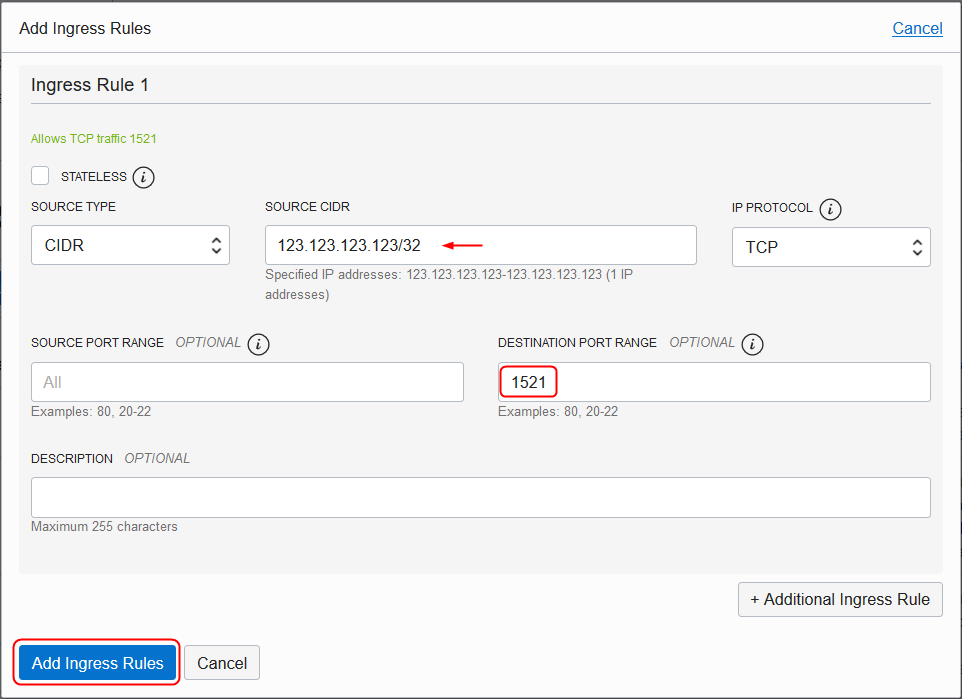 Add Ingress Rules
Cancel
Ingress Rule 1
Allows TCP traffic 1521
STATELESS i
SOURCE TYPE
SOURCE CIDR
IP PROTOCOL i
CIDR
123.123.123.123/32
TCP
Specified IP addresses: 123.123.123.123-123.123.123.123 (1 IP
addresses)
SOURCE PORT RANGE OPTIONAL i
DESTINATION PORT RANGE OPTIONAL i
All
1521
Examples: 80, 20-22
Examples: 80, 20-22
DESCRIPTION OPTIONAL
Maximum 255 characters
+ Additional Ingress Rule
Add Ingress Rules
Cancel